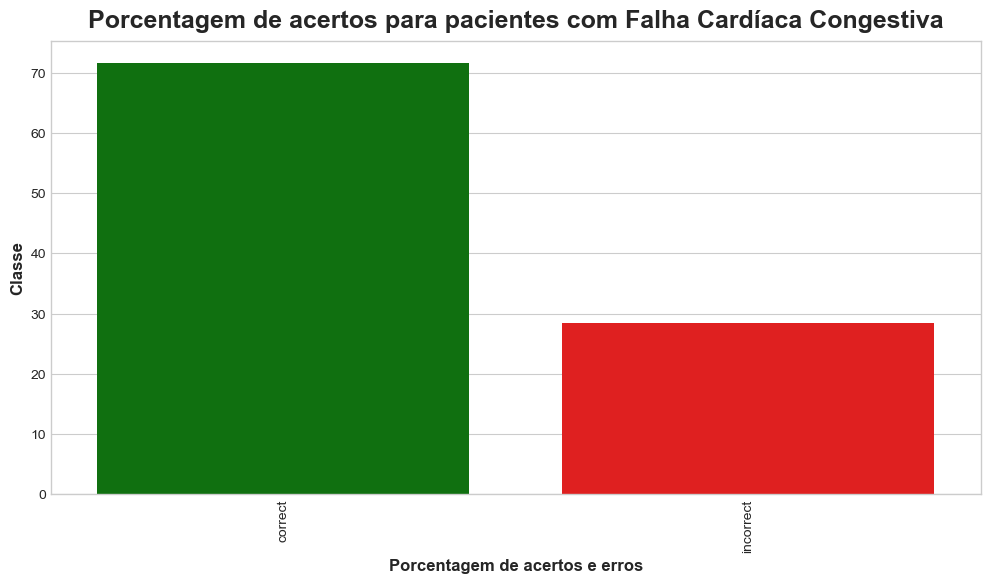 Porcentagem de acertos para pacientes com Falha Cardíaca Congestiva
Classe
70
60
50
40
30
20
10
0
correct
incorrect
Porcentagem de acertos e erros